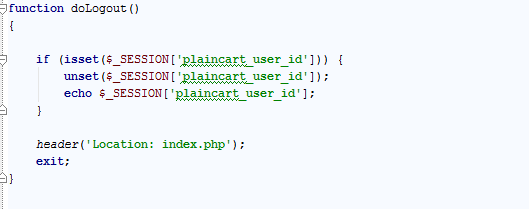 function doLogout()
{
if (isset($_SESSION['plaincart_user_id'])) {
unset($_SESSION['plaincart_user_id']);
echo $_SESSION['plaincart_user_id'];
}
header('Location: index.php');
exit;
}